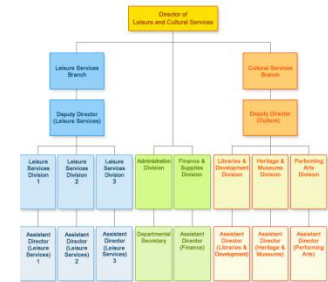 Director of
Leisure and Cultural Services
Leisure Services
Branch
Cultural Services
Branch
Deputy Director
(Leisure Services)
Deputy Director
(Culture)
Leisure
Services
Division
1
Leisure
Services
Division
2
Leisure
Services
Division
3
Administration
Division
Finance &
Supplies
Division
Libraries &
Development
Division
Heritage &
Museums
Division
Performing
Arts
Division
Assistant
Director
(Leisure
Services)
1
Assistant
Director
(Leisure
Services)
2
Assistant
Director
(Leisure
Services)
3
Departmental
Secretary
Assistant
Director
(Finance)
Assistant
Director
(Libraries &
Development)
Assistant
Director
(Heritage &
Museums)
Assistant
Director
(Performing
Arts)